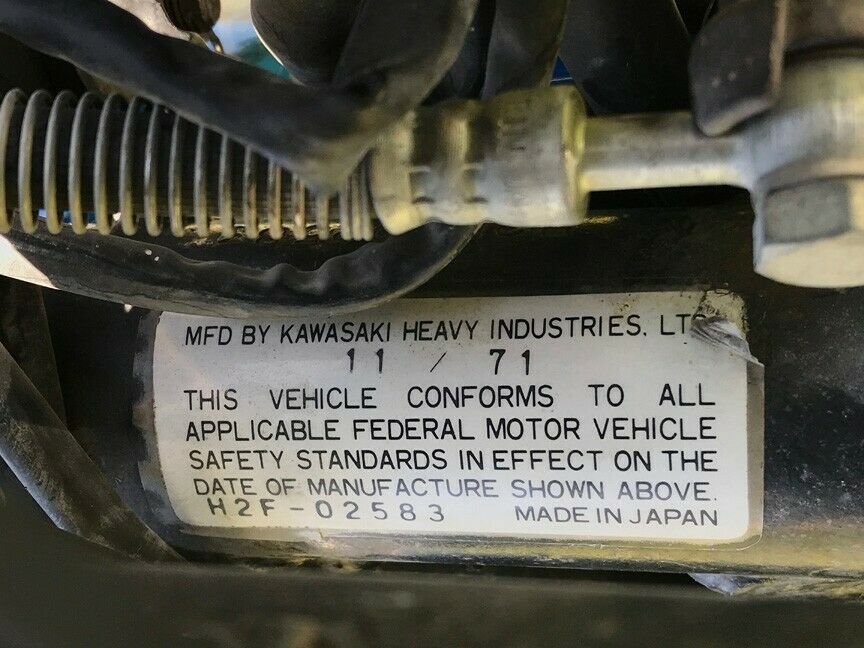 MFD BY KAWASAKI HEAVY INDUSTRIES, LTD
11 / 71
THIS VEHICLE CONFORMS TO ALL
APPLICABLE FEDERAL MOTOR VEHICLE
SAFETY STANDARDS IN EFFECT ON THE
DATE OF MANUFACTURE SHOWN ABOVE.
H2F-02583 MADE IN JAPAN